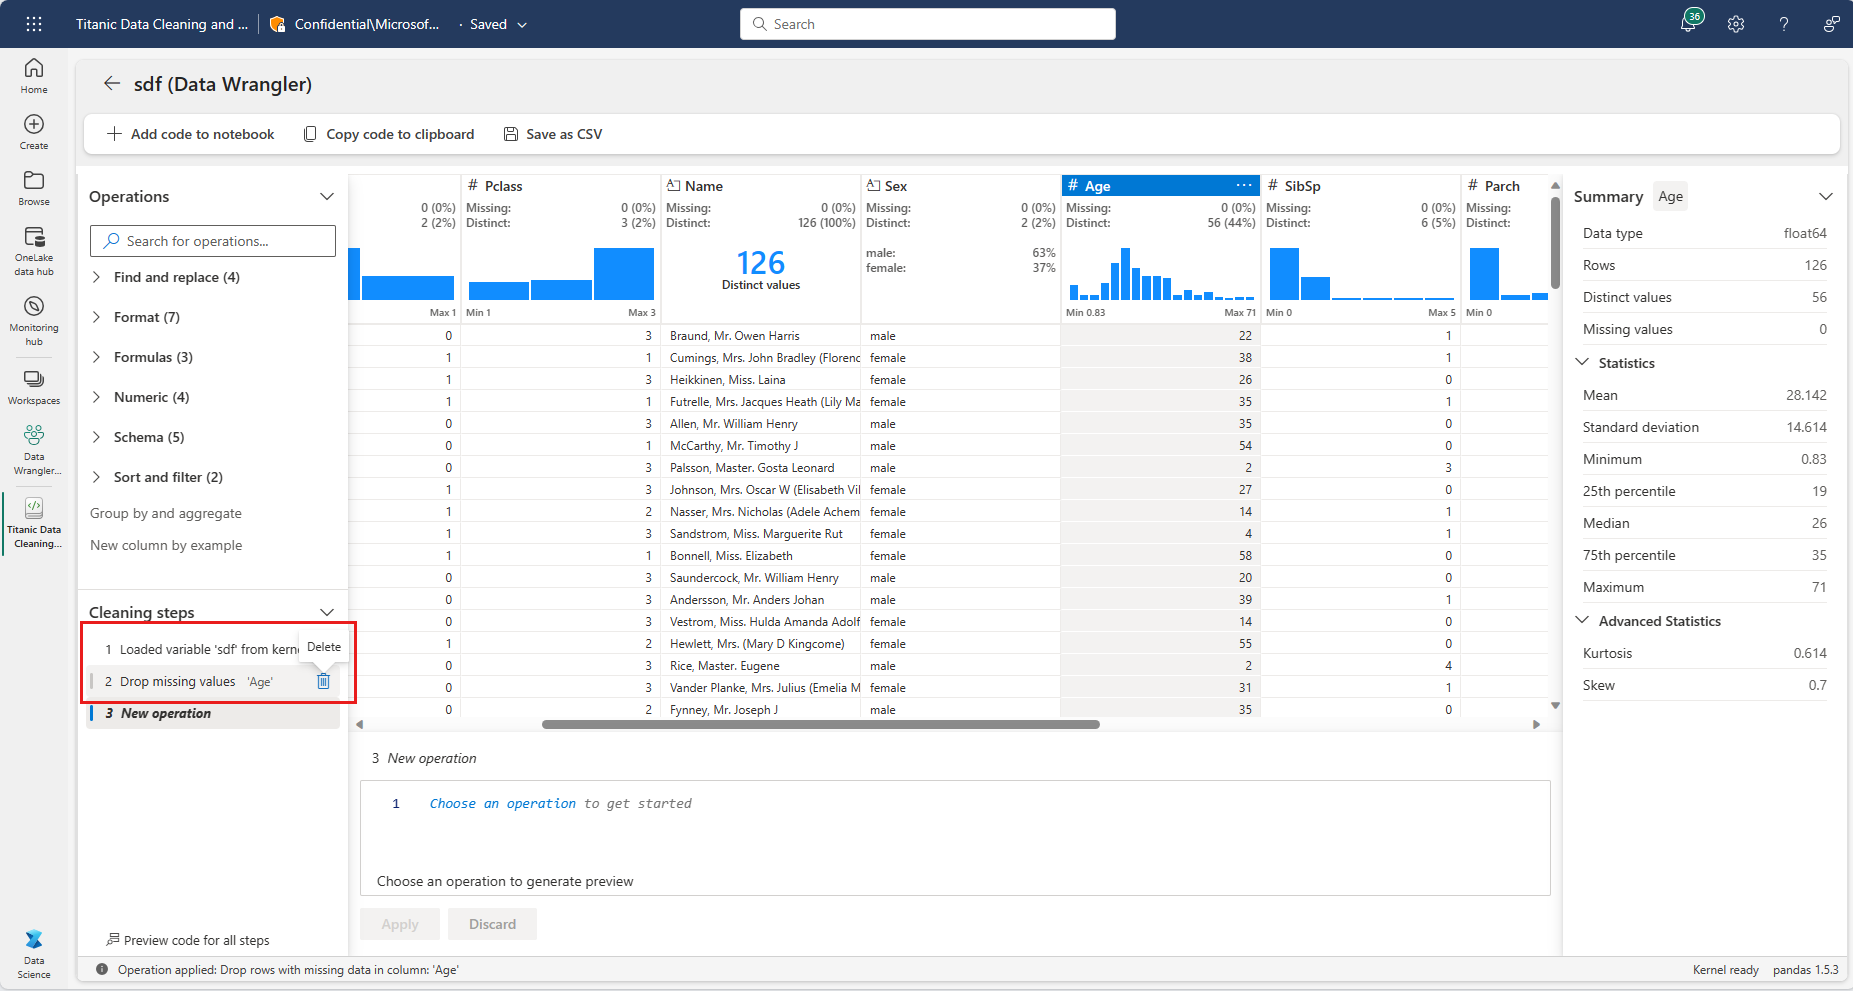 Titanic Data Cleaning and ...
Confidential\Microsof...
· Saved
Search
36
Home
Create
Browse
OneLake
data hub
Monitoring
hub
Workspaces
Data
Wrangler...
Titanic Data
Cleaning...
Data
Science
sdf (Data Wrangler)
Add code to notebook
Copy code to clipboard
Save as CSV
Operations
Search for operations...
Find and replace (4)
Format (7)
Formulas (3)
Numeric (4)
Schema (5)
Sort and filter (2)
Group by and aggregate
New column by example
Cleaning steps
1 Loaded variable 'sdf' from kern
Delete
2 Drop missing values 'Age'
3 New operation
Preview code for all steps
# Pclass Name Sex # Age ... # SibSp # Parch
0 (0%) Missing: 0 (0%) Missing: 0 (0%) Missing: 0 (0%) Missing: 0 (0%) Missing: 0 (0%) Missing:
2 (2%) Distinct: 3 (2%) Distinct: 126 (100%) Distinct: 2 (2%) Distinct: 56 (44%) Distinct: 6 (5%) Distinct:
126
Distinct values
male: 63%
female: 37%
Max 1 Min 1 Max 3 Min 0.83 Max 71 Min 0 Max 5 Min 0
0 3 Braund, Mr. Owen Harris male 22 1
1 1 Cumings, Mrs. John Bradley (Florenc female 38 1
1 3 Heikkinen, Miss. Laina female 26 0
1 1 Futrelle, Mrs. Jacques Heath (Lily Ma female 35 1
0 3 Allen, Mr. William Henry male 35 0
0 1 McCarthy, Mr. Timothy J male 54 0
0 3 Palsson, Master. Gosta Leonard male 2 3
1 3 Johnson, Mrs. Oscar W (Elisabeth Vil female 27 0
1 2 Nasser, Mrs. Nicholas (Adele Achem female 14 1
1 3 Sandstrom, Miss. Marguerite Rut female 4 1
1 1 Bonnell, Miss. Elizabeth female 58 0
0 3 Saundercock, Mr. William Henry male 20 0
0 3 Andersson, Mr. Anders Johan male 39 1
0 3 Vestrom, Miss. Hulda Amanda Adolf female 14 0
1 2 Hewlett, Mrs. (Mary D Kingcome) female 55 0
0 3 Rice, Master. Eugene male 2 4
0 3 Vander Planke, Mrs. Julius (Emelia M female 31 1
0 2 Fynney, Mr. Joseph J male 35 0
3 New operation
1 Choose an operation to get started
Choose an operation to generate preview
Apply
Discard
Summary Age
Data type float64
Rows 126
Distinct values 56
Missing values 0
Statistics
Mean 28.142
Standard deviation 14.614
Minimum 0.83
25th percentile 19
Median 26
75th percentile 35
Maximum 71
Advanced Statistics
Kurtosis 0.614
Skew 0.7
Operation applied: Drop rows with missing data in column: 'Age'
Kernel ready
pandas 1.5.3